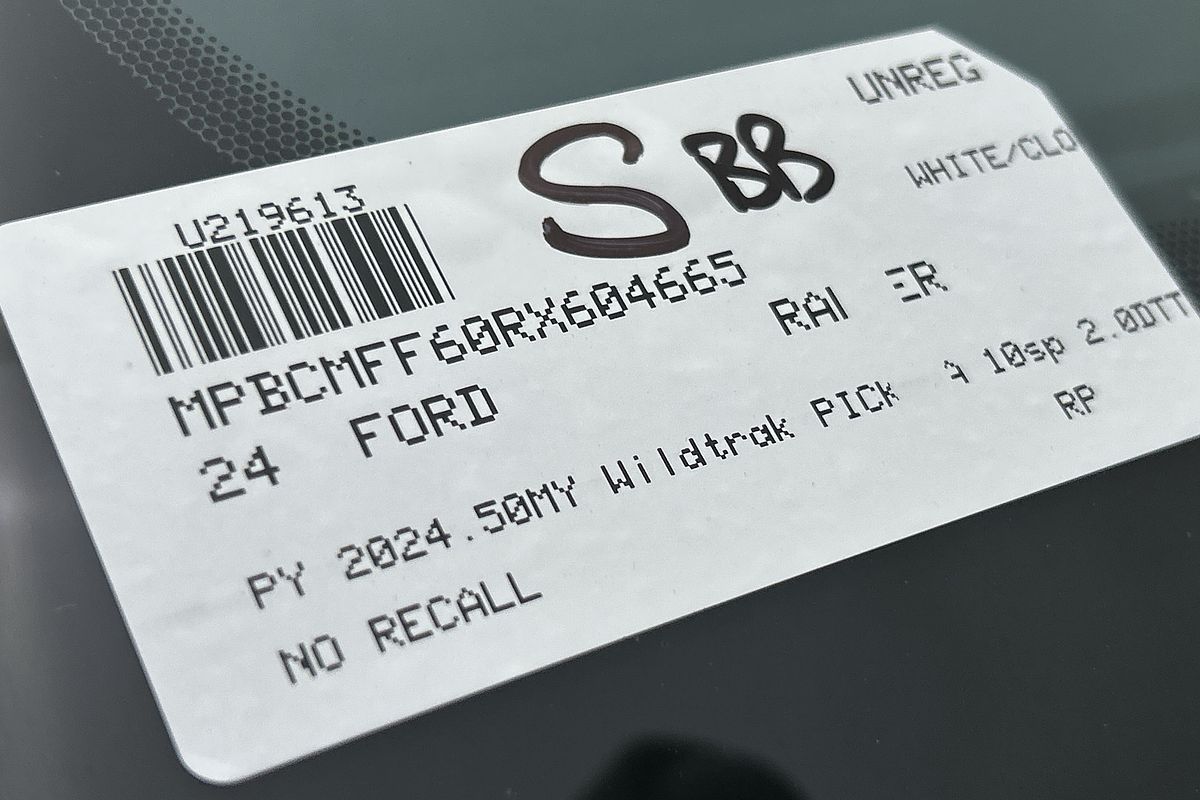 UNREG
S BB
U219613
WHITE/CLO
MPBCMFF60RX604665
24 FORD
PY 2024.50MY Wildtrak PICK 10sp 2.0DTT
RP
NO RECALL